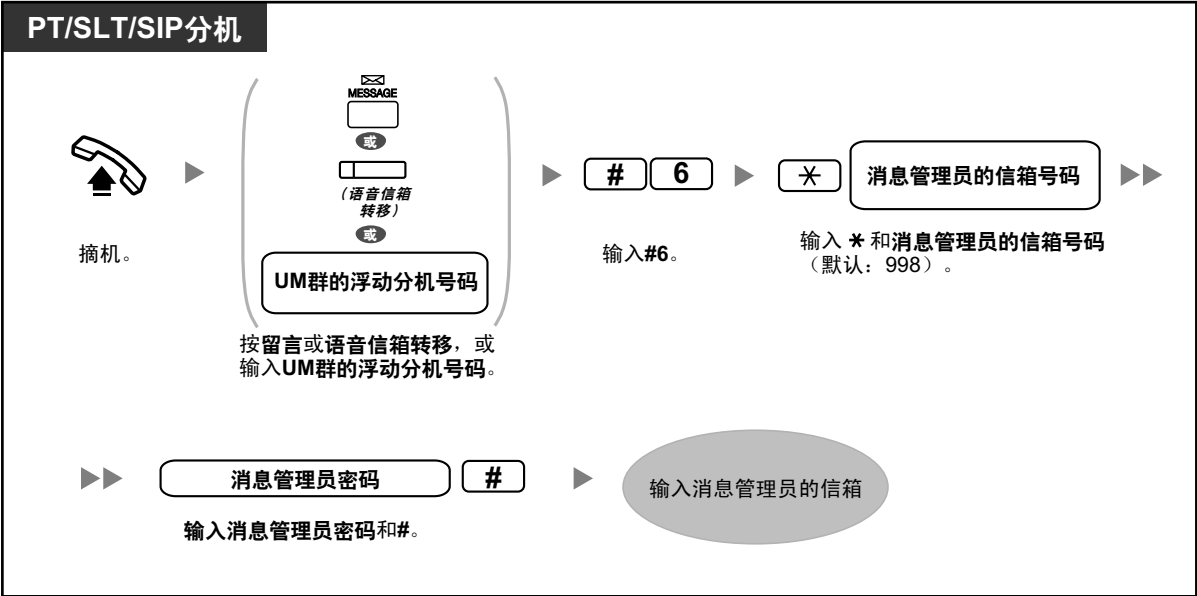 PT/SLT/SIP分机
MESSAGE
或
（语音信箱
转移）
或
UM群的浮动分机号码
# 6
* 消息管理员的信箱号码
摘机。
按留言或语音信箱转移，或
输入UM群的浮动分机号码。
输入#6。
输入 * 和消息管理员的信箱号码
（默认：998）。
消息管理员密码 #
输入消息管理员密码和#。
输入消息管理员的信箱